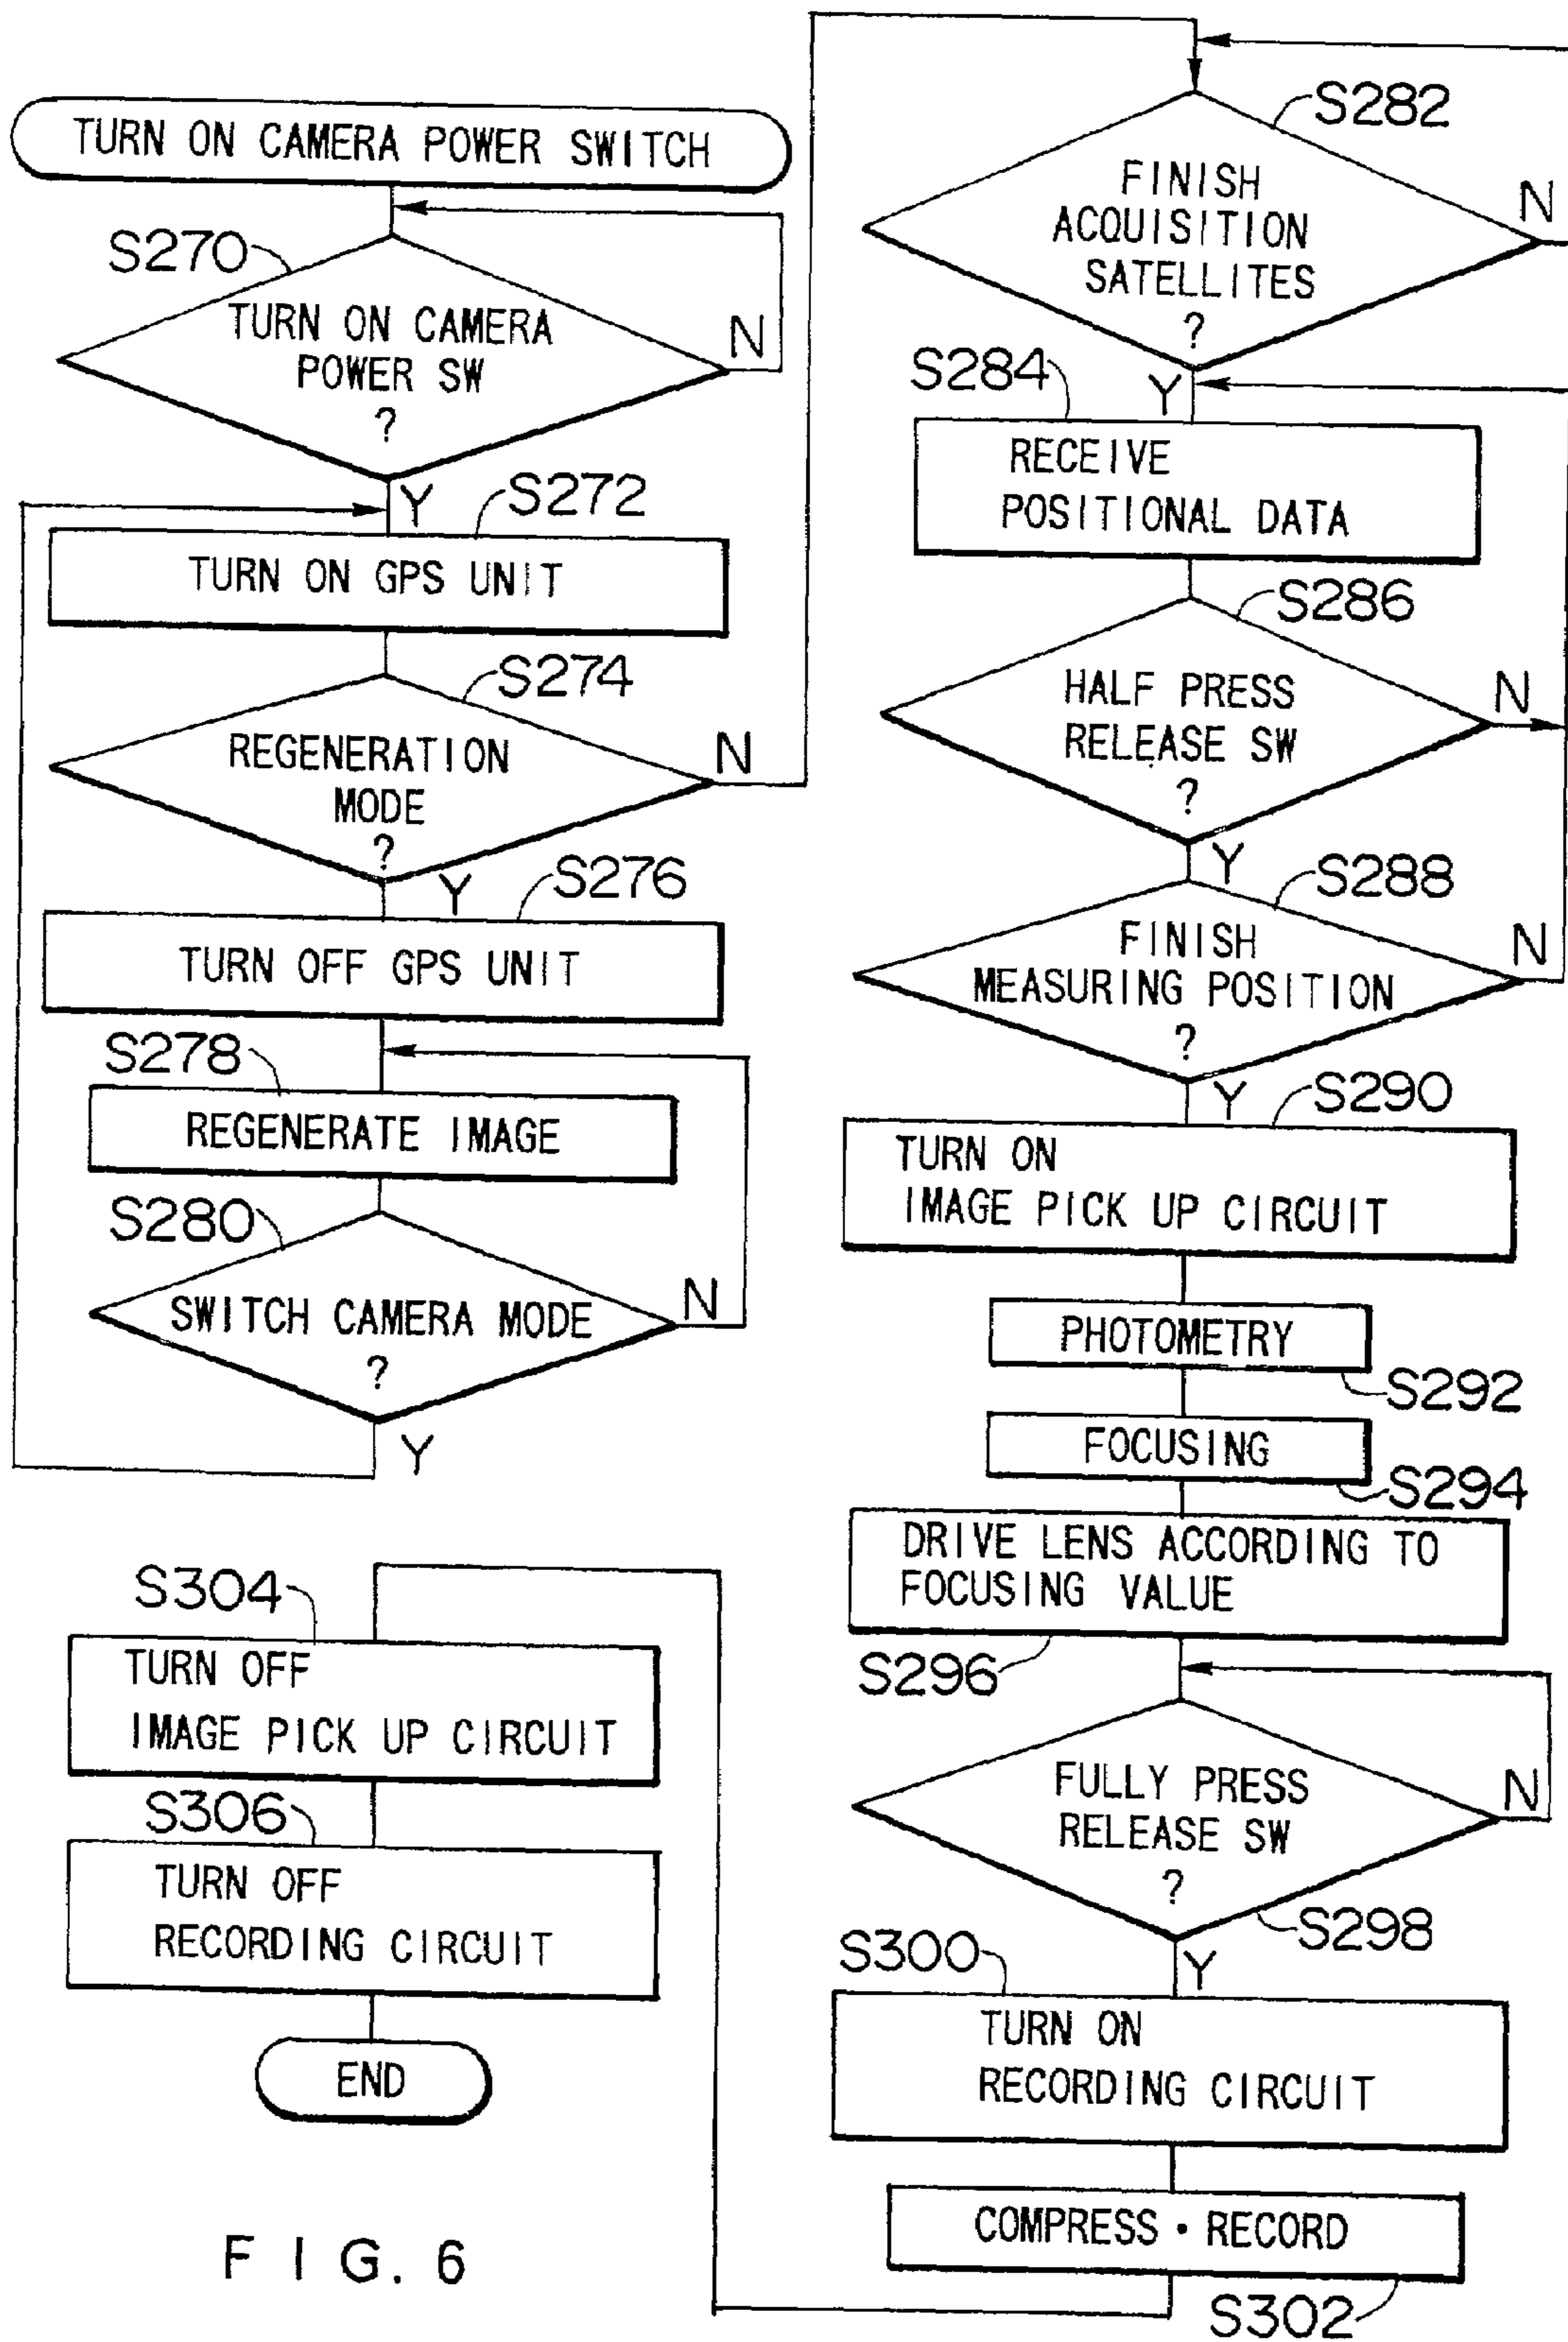 TURN ON CAMERA POWER SWITCH
S270
TURN ON CAMERA
POWER SW
?
N
Y
S272
TURN ON GPS UNIT
S274
REGENERATION
MODE
?
N
Y
S276
TURN OFF GPS UNIT
S278
REGENERATE IMAGE
S280
SWITCH CAMERA MODE
?
N
Y
S282
FINISH
ACQUISITION
SATELLITES
?
N
Y
S284
RECEIVE
POSITIONAL DATA
S286
HALF PRESS
RELEASE SW
?
N
Y
S288
FINISH
MEASURING POSITION
?
N
Y
S290
TURN ON
IMAGE PICK UP CIRCUIT
PHOTOMETRY
S292
FOCUSING
S294
DRIVE LENS ACCORDING TO
FOCUSING VALUE
S296
FULLY PRESS
RELEASE SW
?
N
S298
Y
S300
TURN ON
RECORDING CIRCUIT
COMPRESS・RECORD
S302
S304
TURN OFF
IMAGE PICK UP CIRCUIT
S306
TURN OFF
RECORDING CIRCUIT
END
FIG. 6